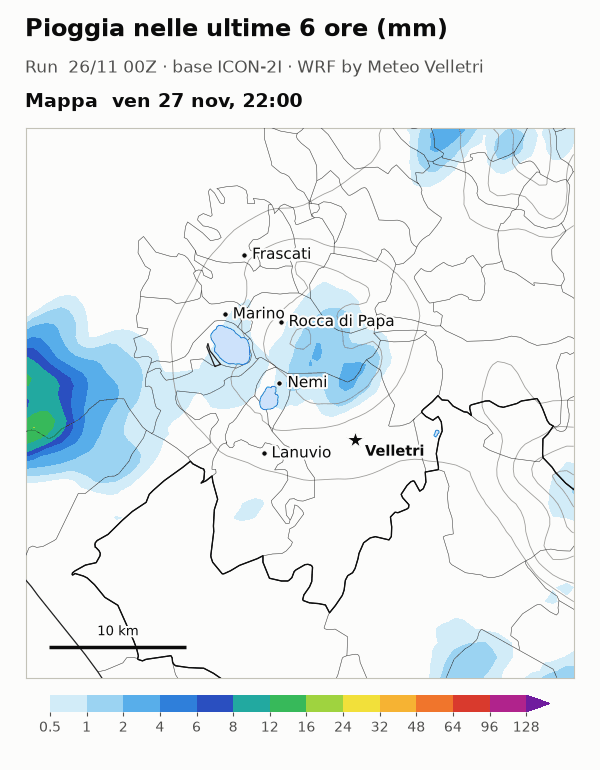 Pioggia nelle ultime 6 ore (mm)
Run  26/11 00Z · base ICON-2I · WRF by Meteo Velletri
Mappa  ven 27 nov, 22:00
Frascati
Marino
Rocca di Papa
Nemi
Velletri
Lanuvio
10 km
0.5 1 2 4 6 8 12 16 24 32 48 64 96 128